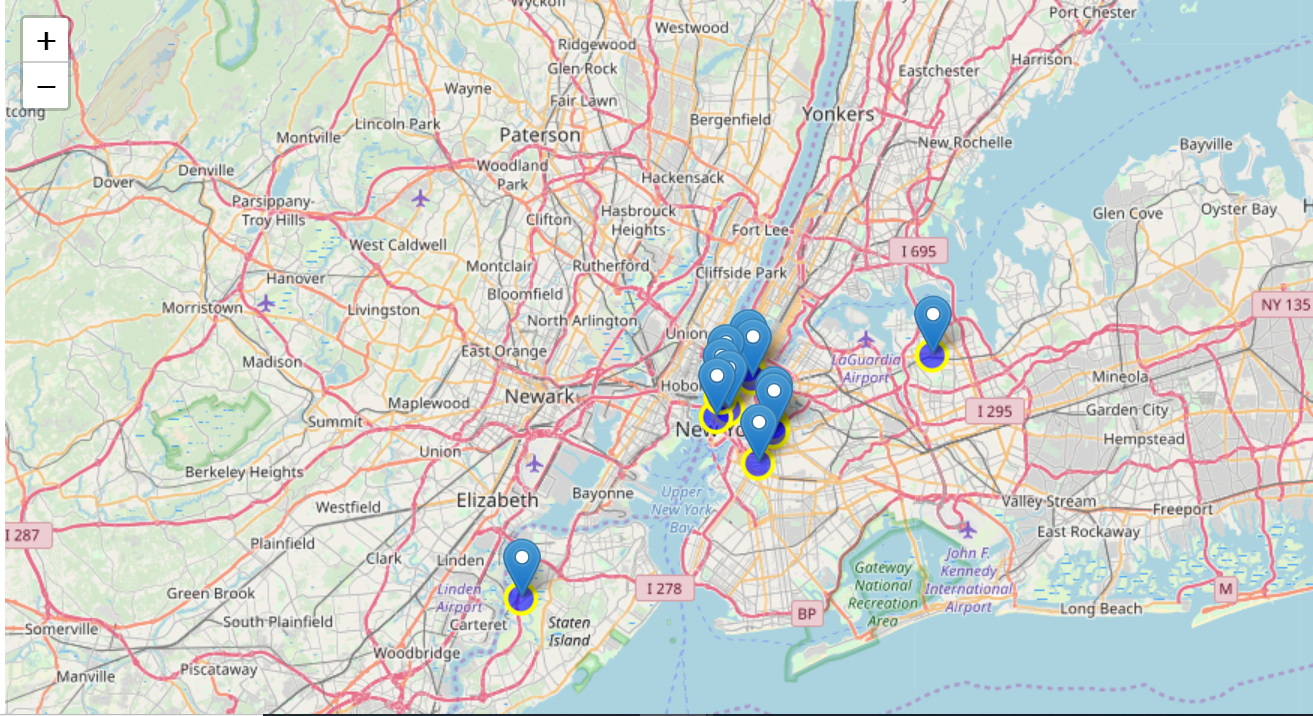 +
−
Wyckoff
Port Chester
Westwood
Ridgewood
Harrison
Glen Rock
Eastchester
Wayne
Fair Lawn
tcong
Yonkers
Bergenfield
Lincoln Park
Montville
Paterson
New Rochelle
Bayville
Woodland
Park
Denville
Hackensack
Dover
Parsippany-
Troy Hills
Hasbrouck
Heights
Clifton
Glen Cove
Oyster Bay
H
Fort Lee
West Caldwell
I 695
Montclair
Rutherford
Cliffside Park
Hanover
Bloomfield
Morristown
Livingston
NY 135
North Arlington
Union
East Orange
LaGuardia
Airport
Madison
Mineola
Hobo
Newark
Maplewood
I 295
Garden City
Summit
New Yo
Hempstead
Union
Berkeley Heights
Elizabeth
Bayonne
Upper
New York
Bay
Valley Stream
Westfield
Freeport
I 287
East Rockaway
Plainfield
Clark
Linden
John F.
Kennedy
International
Airport
Gateway
National
Recreation
Area
Linden
Airport
I 278
M
Green Brook
Long Beach
BP
South Plainfield
Carteret
Staten
Island
Somerville
Woodbridge
Piscataway
Manville